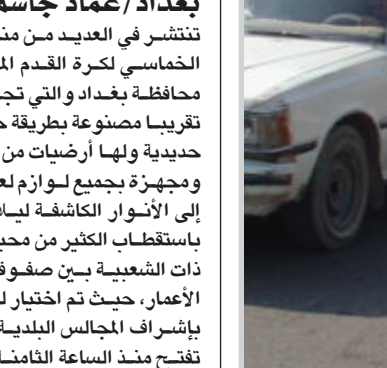 بغداد/عماد جاسم
تنتشر في العديد من
الخماسي لكرة القدم
محافظة بغداد والتي
تقريبا مصنوعة بطريقة
حديدية ولها أرضيات من
ومجهزة بجميع لوازم
إلى الأنوار الكاشفة
باستقطاب الكثير من
ذات الشعبية بين
الأعمار، حيث تم اختيار
بإشراف المجالس البلدية
تفتح منذ الساعة